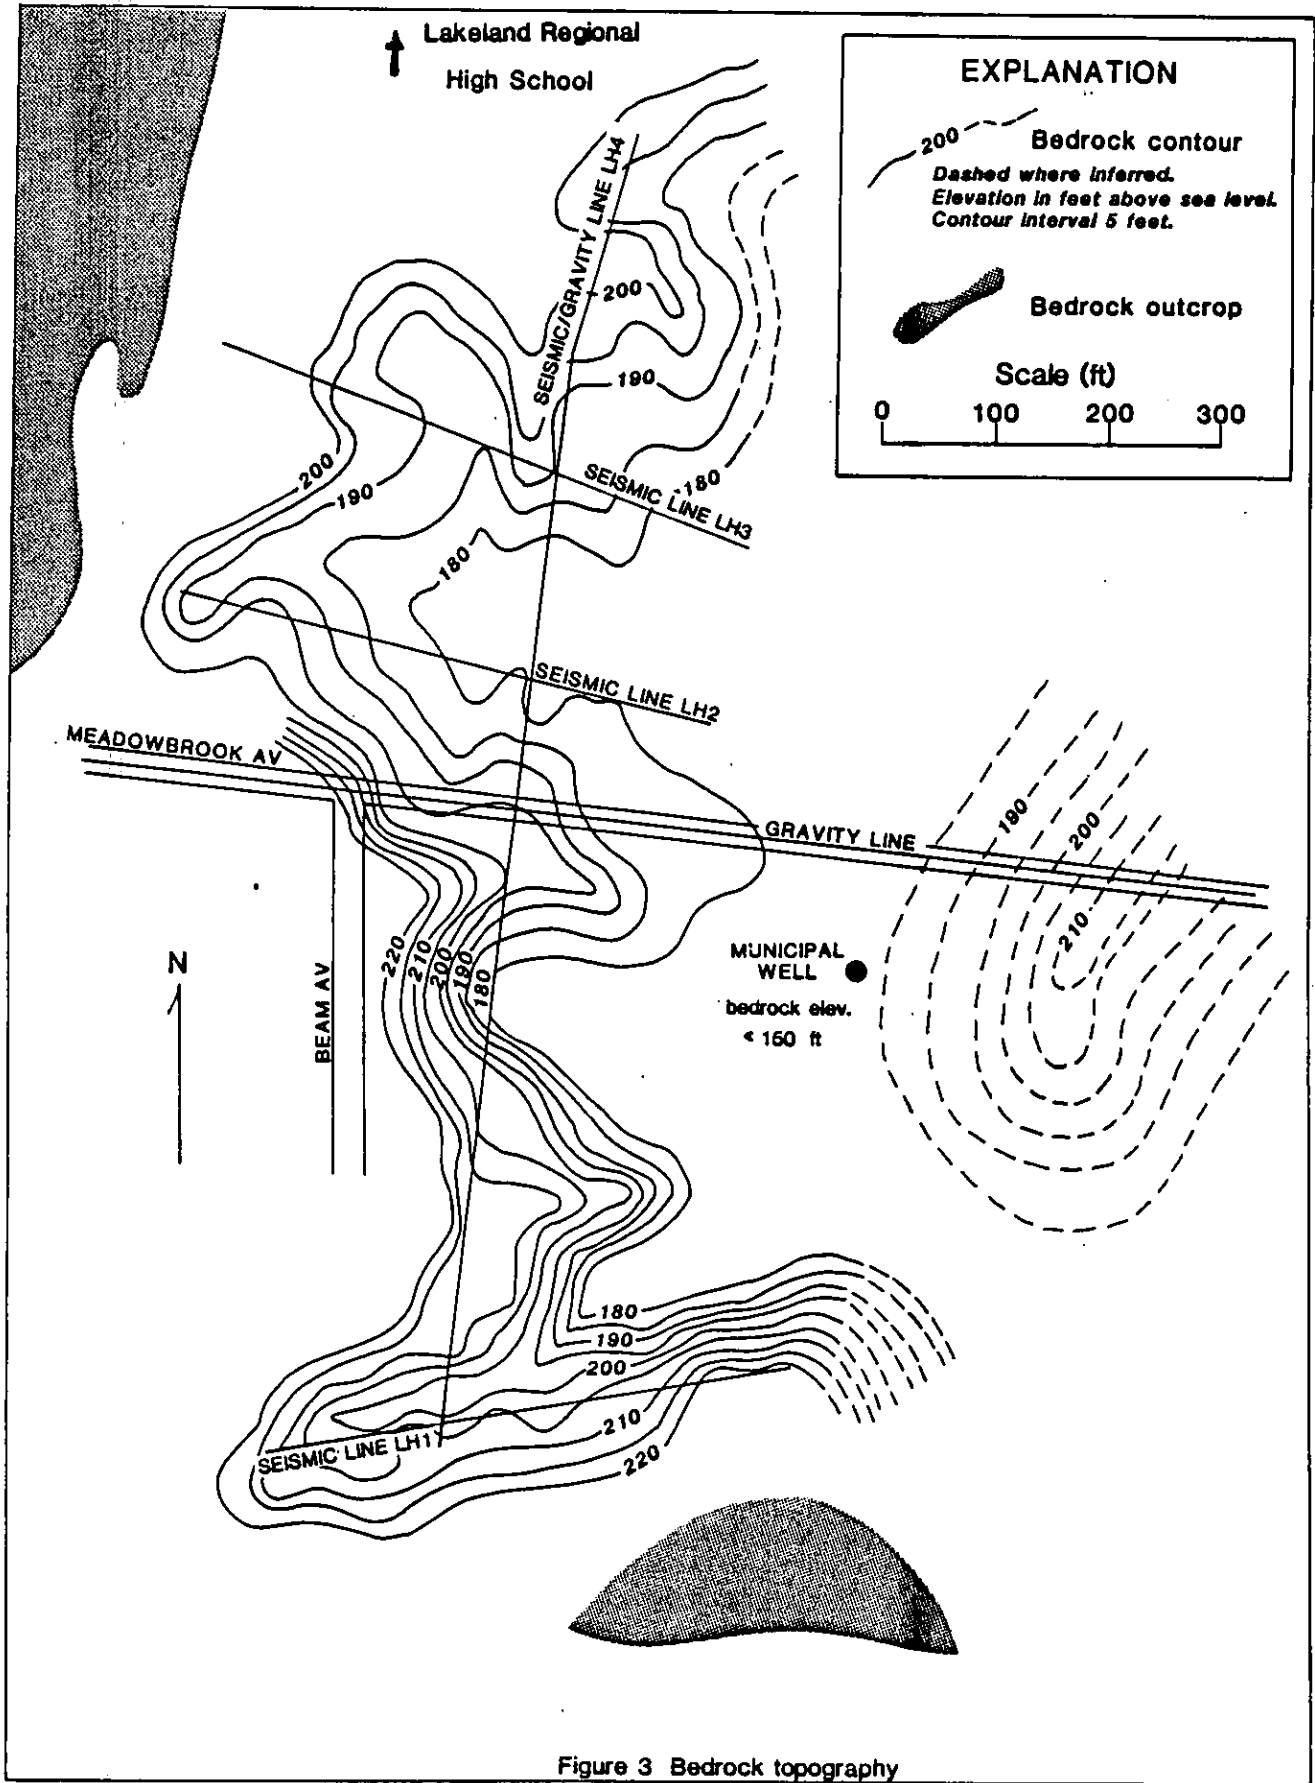 Lakeland Regional
High School
EXPLANATION
200
Bedrock contour
Dashed where inferred.
Elevation in feet above sea level.
Contour interval 5 feet.
Bedrock outcrop
Scale (ft)
0 100 200 300
SEISMIC/GRAVITY LINE LH4
200
190
200
190
SEISMIC LINE LH3
180
180
SEISMIC LINE LH2
MEADOWBROOK AV
GRAVITY LINE
190
200
210
220
210
200
190
180
MUNICIPAL
WELL
bedrock elev.
< 160 ft
N
BEAM AV
180
190
200
210
220
SEISMIC LINE LH1
Figure 3 Bedrock topography